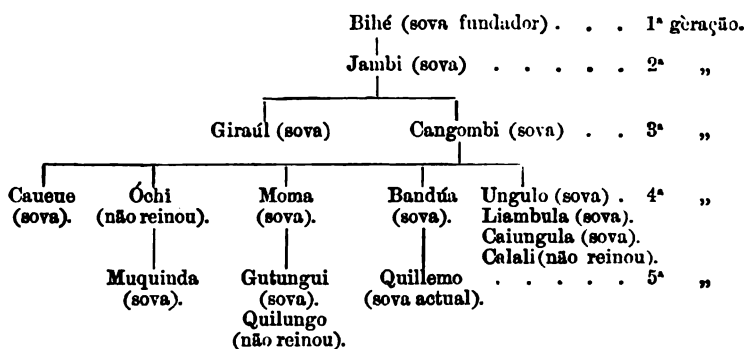 Bihé (sova fundador) . . . 1ª gèração.
Jambi (sova) . . . . . 2ª „
Giraúl (sova) Cangombi (sova) . . 3ª „
Caueue Óchi Moma Bandúa Ungulo (sova) . 4ª „
(sova). (não reinou). (sova). (sova). Liambula (sova).
Caiungula (sova).
Calali (não reinou).
Muquinda Gutungui Quillemo . . . . . 5ª „
(sova). (sova). (sova actual).
Quilungo
(não reinou).